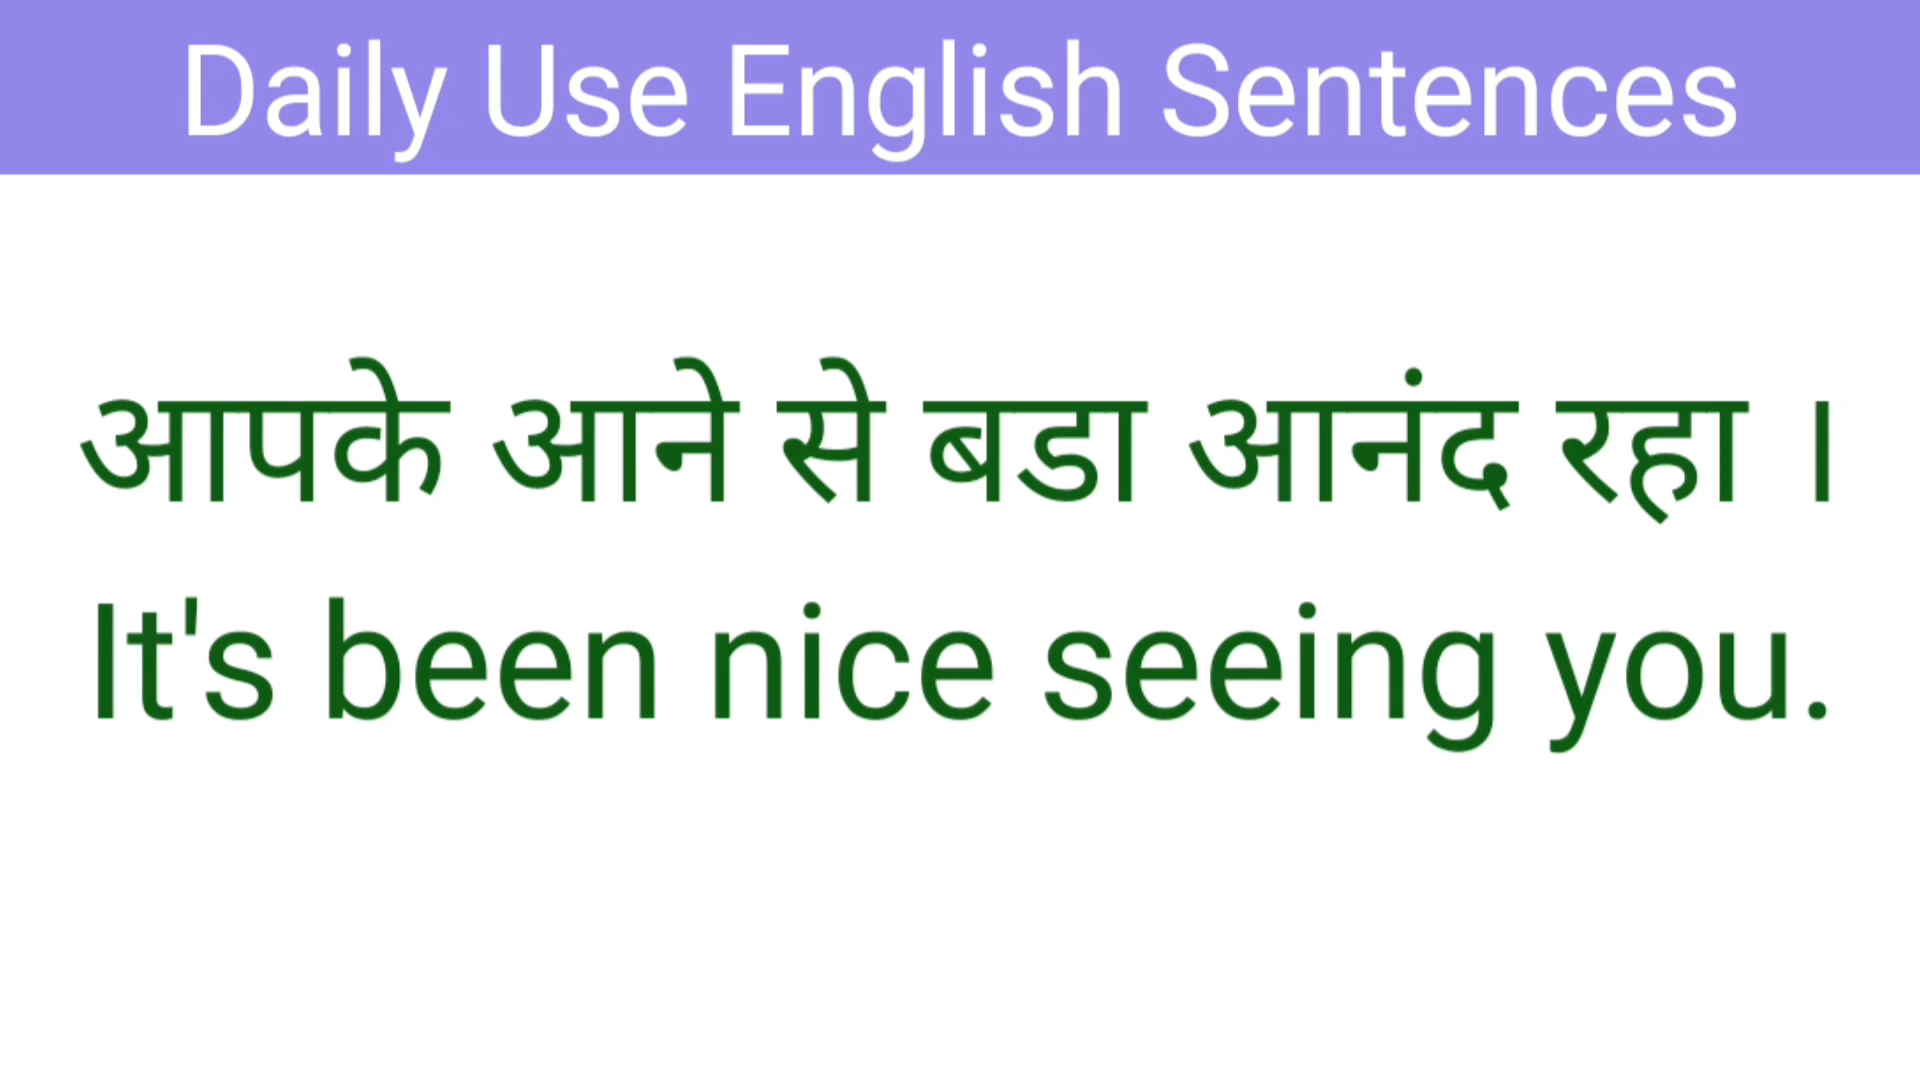 Daily Use English Sentences
आपके आने से बडा आनंद रहा ।
It's been nice seeing you.